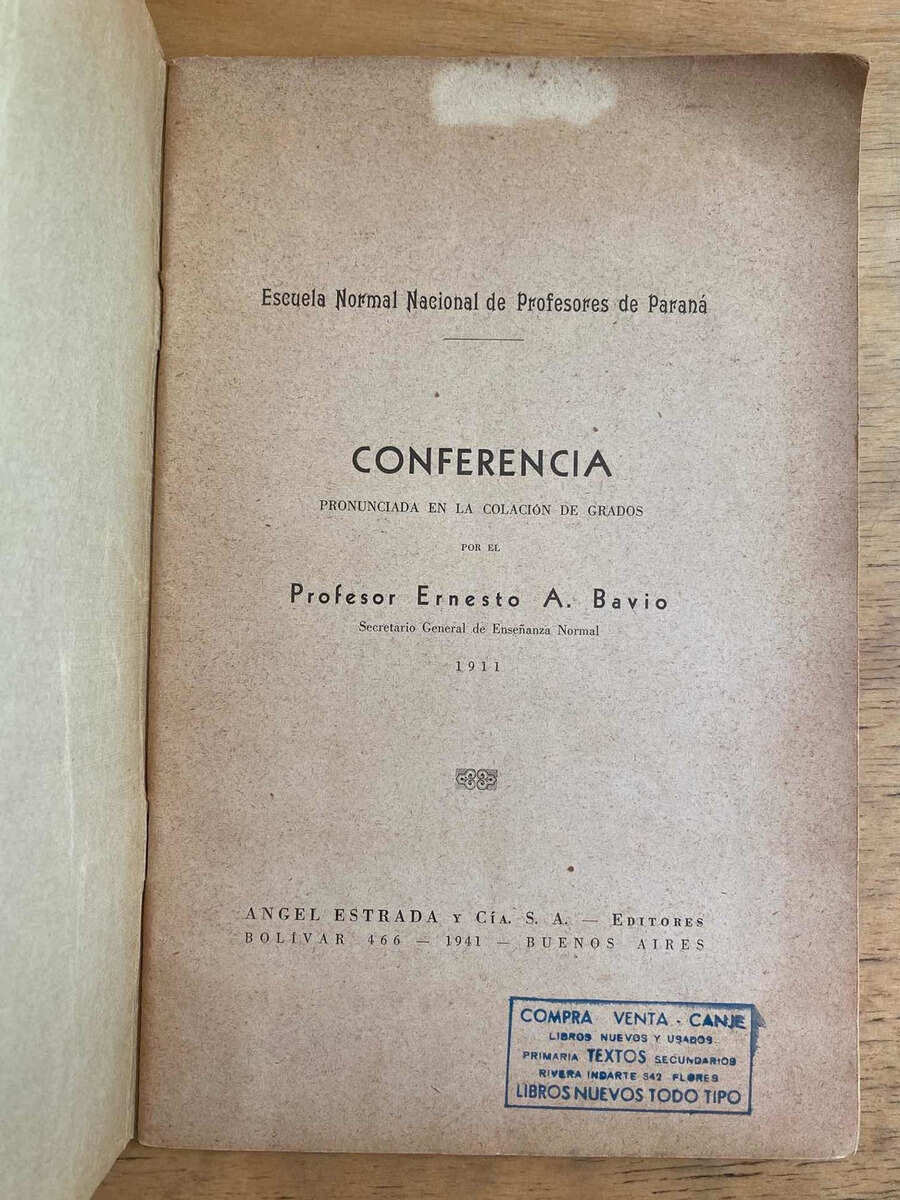 Escuela Normal Nacional de Profesores de Paraná
CONFERENCIA
PRONUNCIADA EN LA COLACIÓN DE GRADOS
POR EL
Profesor Ernesto A. Bavio
Secretario General de Enseñanza Normal
1911
ANGEL ESTRADA Y CÍA. S. A. — EDITORES
BOLÍVAR 466 — 1941 — BUENOS AIRES
COMPRA VENTA - CANJE
LIBROS NUEVOS Y USADOS
PRIMARIA TEXTOS SECUNDARIOS
RIVERA INDARTE 342 FLORES
LIBROS NUEVOS TODO TIPO